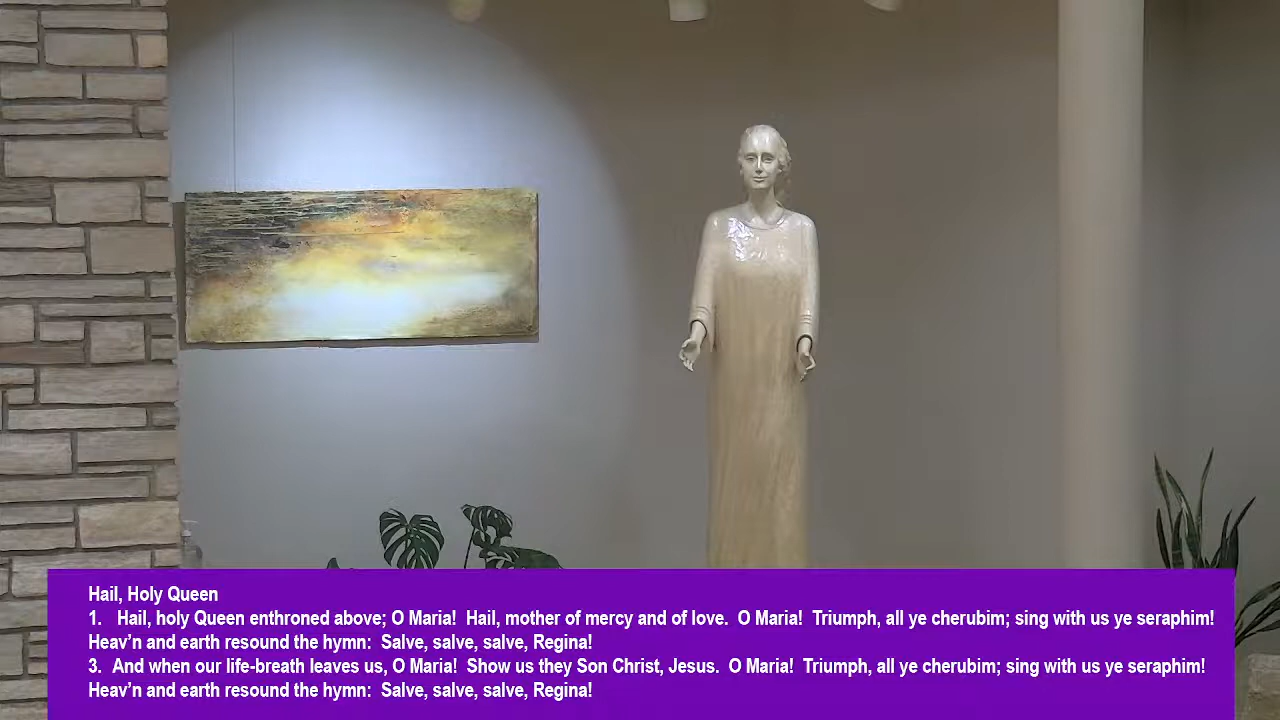 Hail, Holy Queen
1.   Hail, holy Queen enthroned above; O Maria!  Hail, mother of mercy and of love.  O Maria!  Triumph, all ye cherubim; sing with us ye seraphim!
Heav’n and earth resound the hymn:  Salve, salve, salve, Regina!
3.  And when our life-breath leaves us, O Maria!  Show us they Son Christ, Jesus.  O Maria!  Triumph, all ye cherubim; sing with us ye seraphim!
Heav’n and earth resound the hymn:  Salve, salve, salve, Regina!